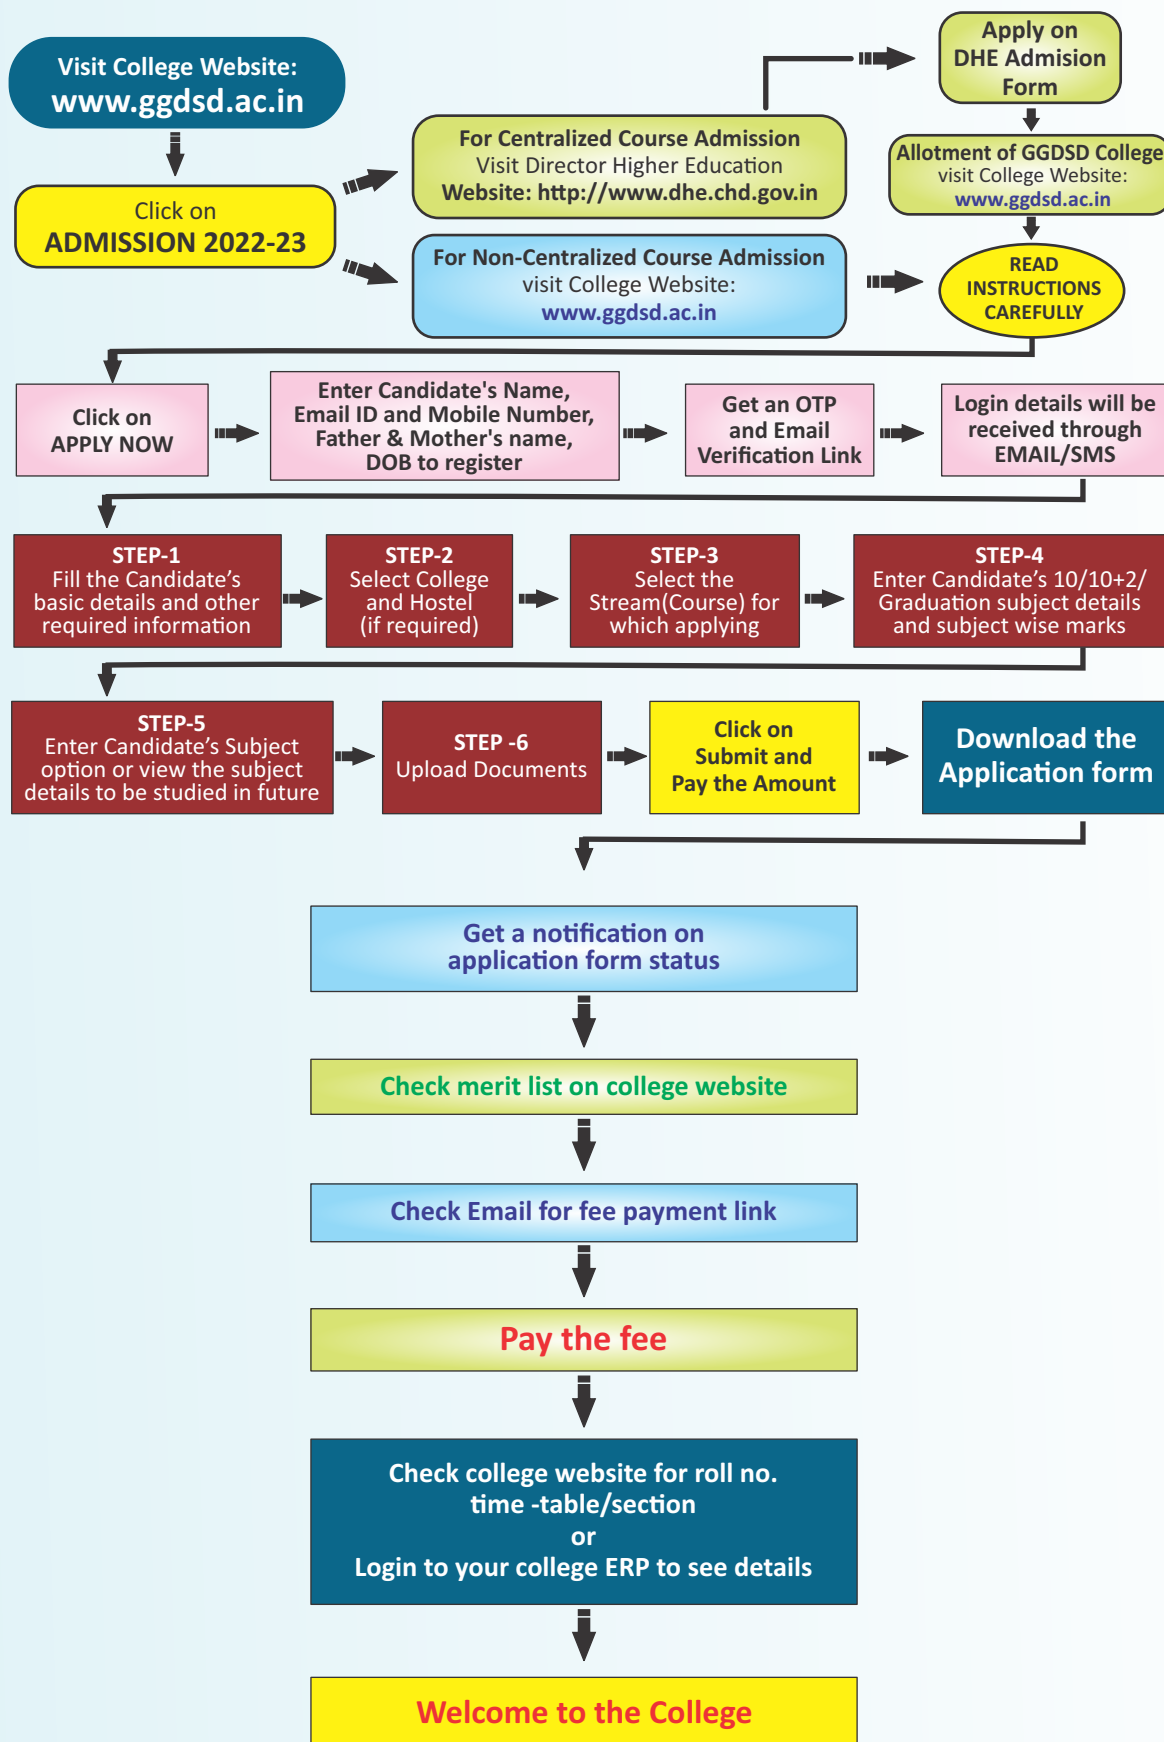 Visit College Website:
www.ggdsd.ac.in
Click on
ADMISSION 2022-23
For Centralized Course Admission
Visit Director Higher Education
Website: http://www.dhe.chd.gov.in
Apply on
DHE Admision
Form
Allotment of GGDSD College
visit College Website:
www.ggdsd.ac.in
For Non-Centralized Course Admission
visit College Website:
www.ggdsd.ac.in
READ
INSTRUCTIONS
CAREFULLY
Click on
APPLY NOW
Enter Candidate's Name,
Email ID and Mobile Number,
Father & Mother's name,
DOB to register
Get an OTP
and Email
Verification Link
Login details will be
received through
EMAIL/SMS
STEP-1
Fill the Candidate’s
basic details and other
required information
STEP-2
Select College
and Hostel
(if required)
STEP-3
Select the
Stream(Course) for
which applying
STEP-4
Enter Candidate’s 10/10+2/
Graduation subject details
and subject wise marks
STEP-5
Enter Candidate’s Subject
option or view the subject
details to be studied in future
STEP -6
Upload Documents
Click on
Submit and
Pay the Amount
Download the
Application form
Get a notification on
application form status
Check merit list on college website
Check Email for fee payment link
Pay the fee
Check college website for roll no.
time -table/section
or
Login to your college ERP to see details
Welcome to the College